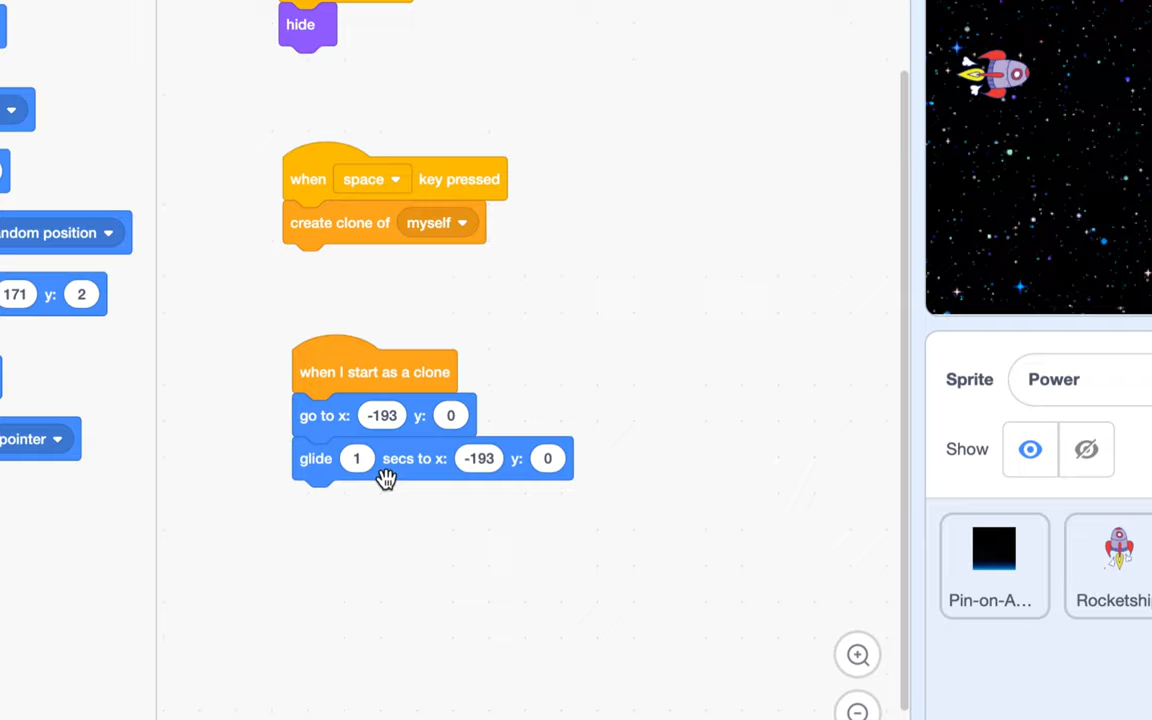 hide
when space key pressed
create clone of myself
ndom position
171 y: 2
when I start as a clone
go to x: -193 y: 0
pointer
glide 1 secs to x: -193 y: 0
Sprite Power
Show
Pin-on-A...
Rocketshi